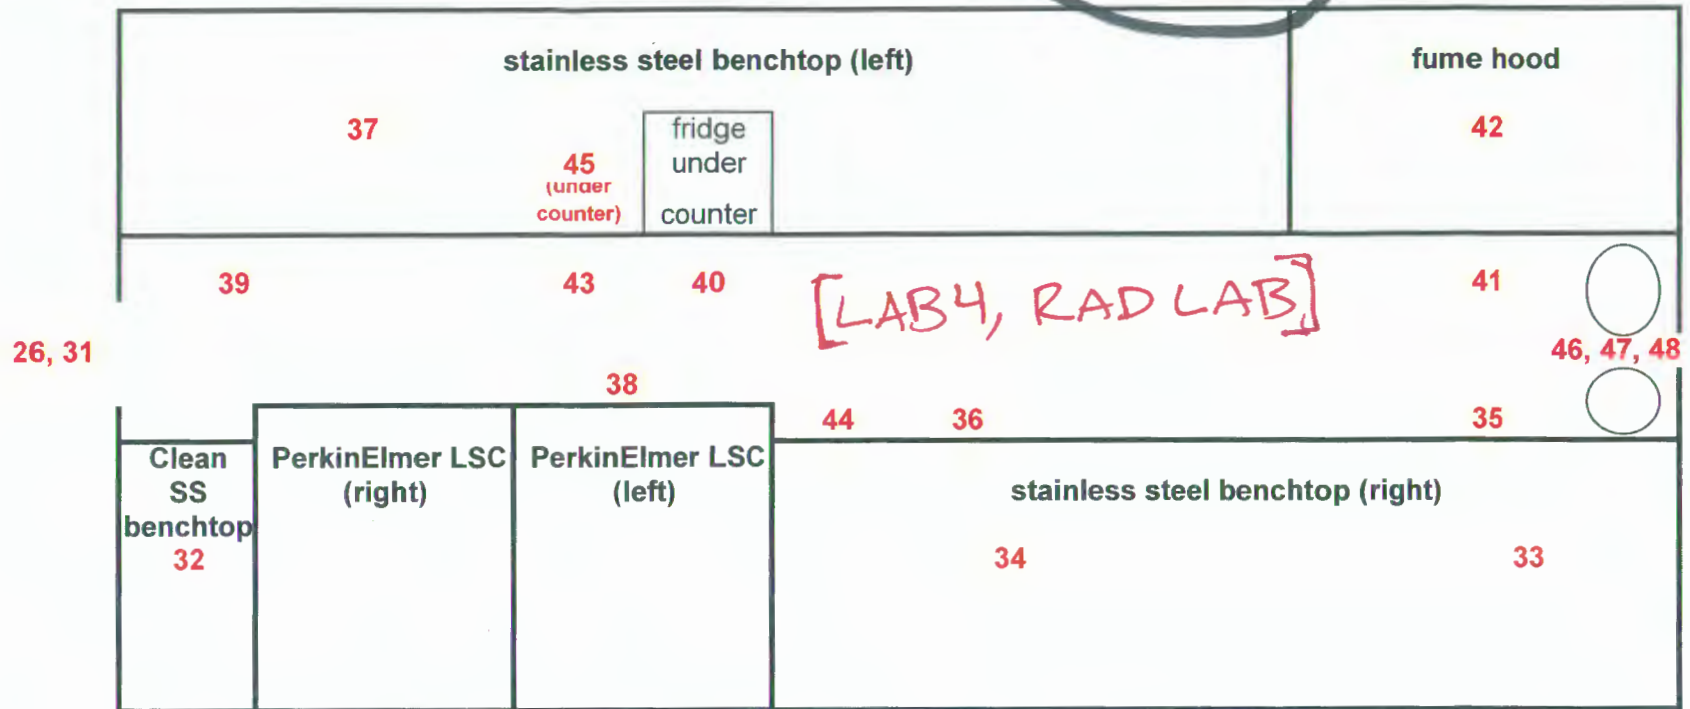 stainless steel benchtop (left)
fume hood
37
45
(under
counter)
fridge
under
counter
42
39
43
40
[LAB4, RAD LAB]
41
26, 31
46, 47, 48
38
44
36
35
Clean
SS
benchtop
32
PerkinElmer LSC
(right)
PerkinElmer LSC
(left)
stainless steel benchtop (right)
34
33